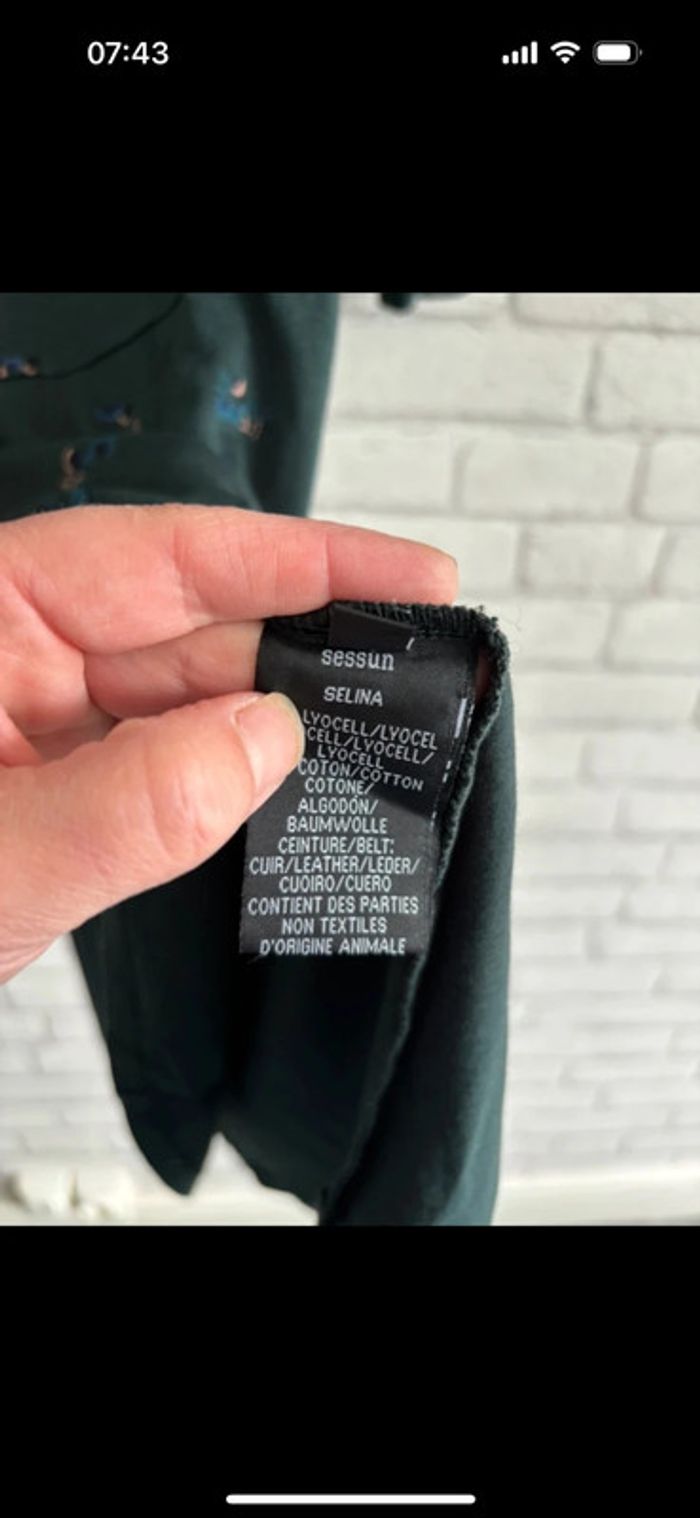 07:43
sessun
SELINA
LYOCELL/LYOCEL
CELL/LYOCELL/
LYOCELL
COTON/COTTON
COTONE/
ALGODÓN/
BAUMWOLLE
CEINTURE/BELT:
CUIR/LEATHER/LEDER/
CUOIRO/CUERO
CONTIENT DES PARTIES
NON TEXTILES
D'ORIGINE ANIMALE